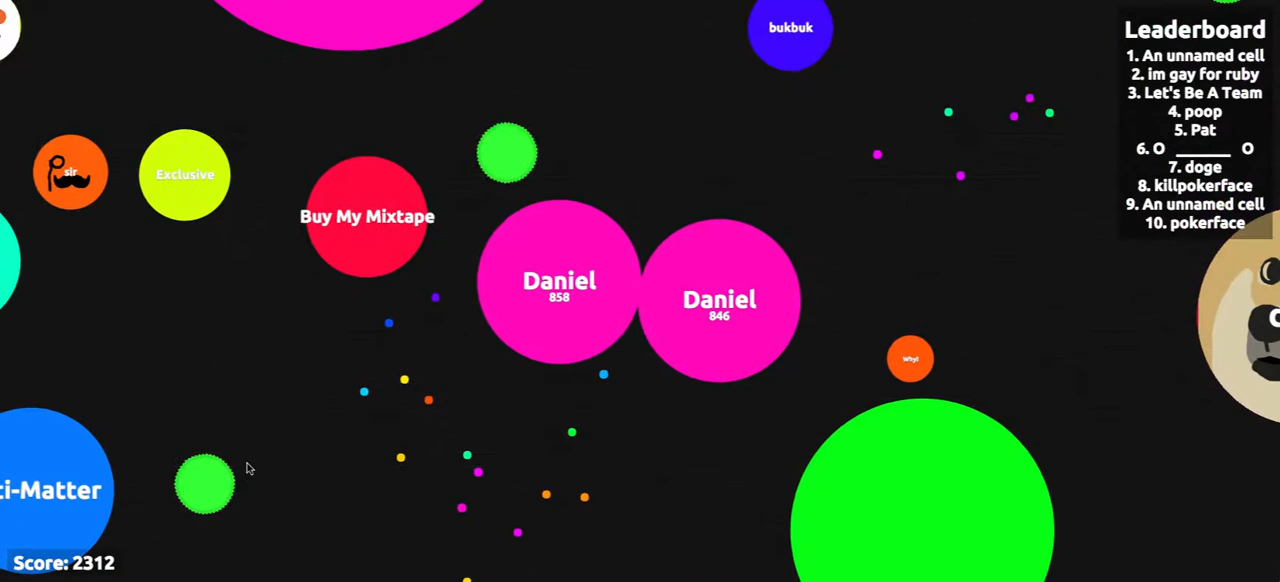 bukbuk
Leaderboard
1. An unnamed cell
2. im gay for ruby
3. Let's Be A Team
4. poop
5. Pat
6. O _____ O
7. doge
8. killpokerface
9. An unnamed cell
10. pokerface
sir
Exclusive
Buy My Mixtape
Daniel
858
Daniel
846
Why!
ti-Matter
Score: 2312